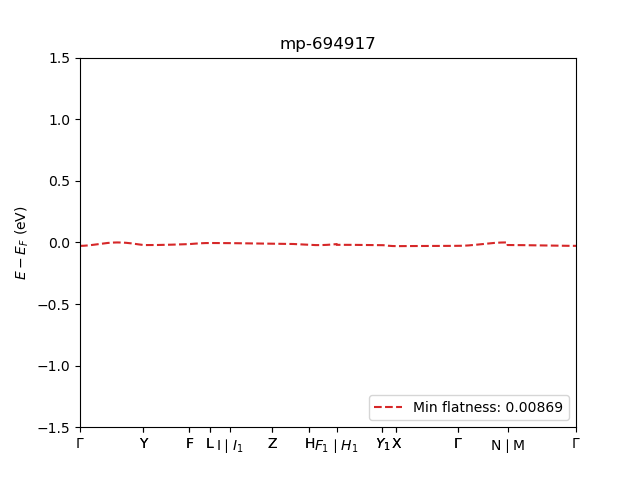 mp-694917
E − E_F (eV)
1.5
1.0
0.5
0.0
−0.5
−1.0
−1.5
Min flatness: 0.00869
Γ Y F L I | I₁ Z H F₁ | H₁ Y₁ X Γ N | M Γ